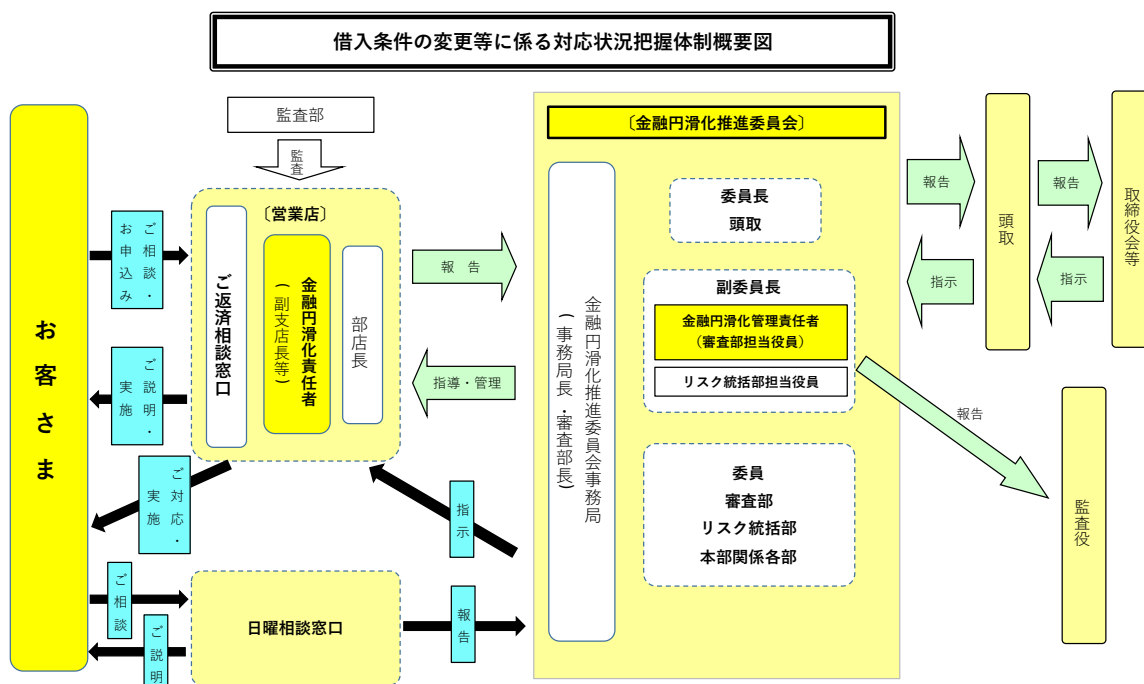 借入条件の変更等に係る対応状況把握体制概要図
お客さま
監査部
監査
〔営業店〕
ご返済相談窓口
金融円滑化責任者
（副支店長等）
部店長
ご相談・
お申込み
ご説明・
実施
ご対応・
実施
ご相談
ご説明
日曜相談窓口
報告
指示
報 告
指導・管理
〔金融円滑化推進委員会〕
金融円滑化推進委員会事務局
（事務局長・審査部長）
委員長
頭取
副委員長
金融円滑化管理責任者
（審査部担当役員）
リスク統括部担当役員
委員
審査部
リスク統括部
本部関係各部
報告
指示
頭取
報告
指示
取締役会等
報告
監査役